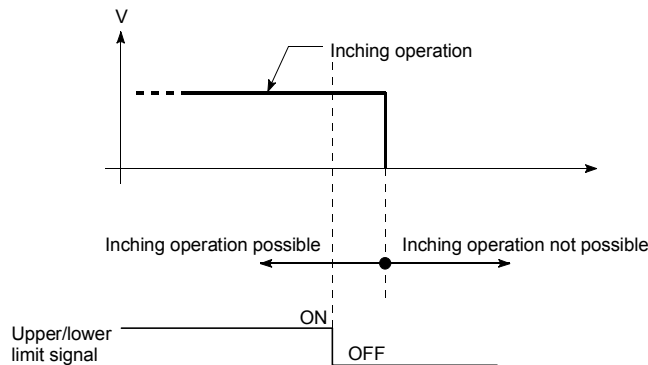 V
Inching operation
Inching operation possible
Inching operation not possible
ON
Upper/lower
limit signal
OFF